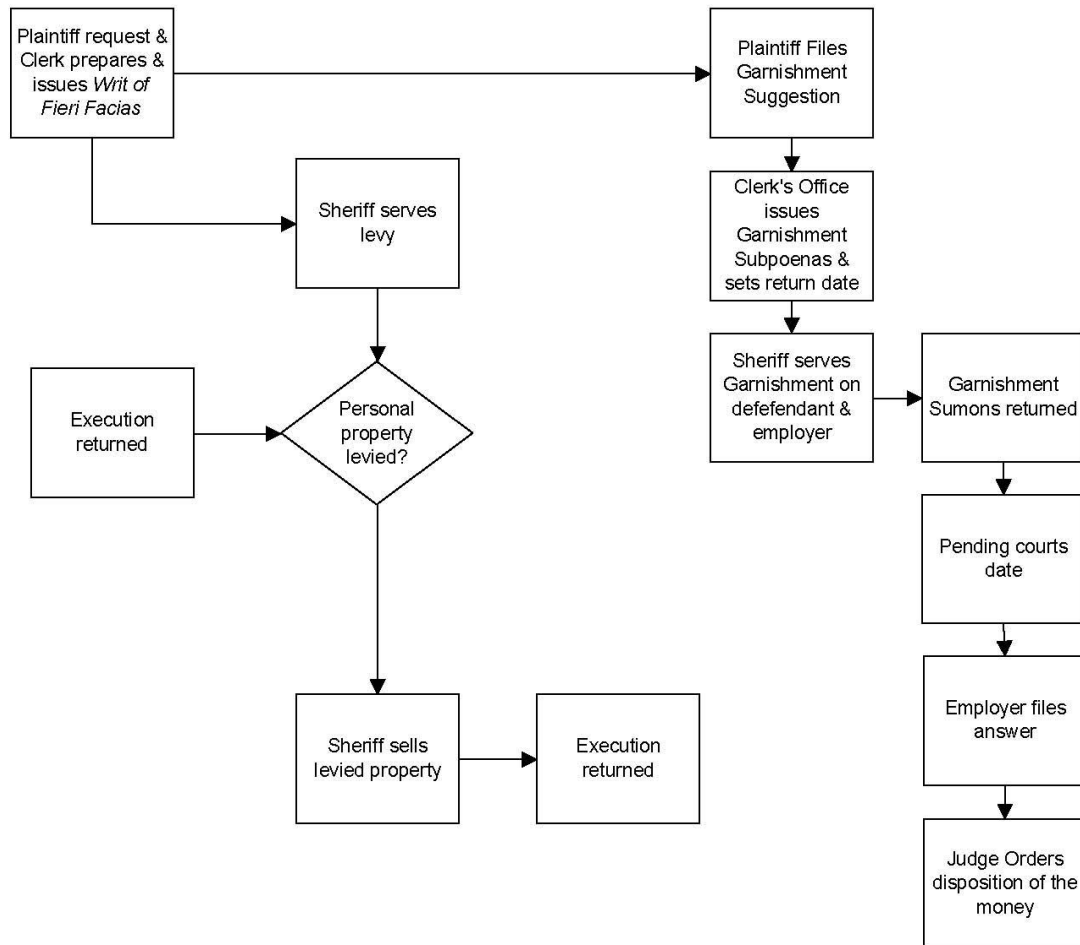 Plaintiff request &
Clerk prepares &
issues Writ of
Fieri Facias
Plaintiff Files
Garnishment
Suggestion
Sheriff serves
levy
Clerk's Office
issues
Garnishment
Subpoenas &
sets return date
Execution
returned
Personal
property
levied?
Sheriff serves
Garnishment on
defefendant &
employer
Garnishment
Sumons returned
Pending courts
date
Sheriff sells
levied property
Execution
returned
Employer files
answer
Judge Orders
disposition of the
money